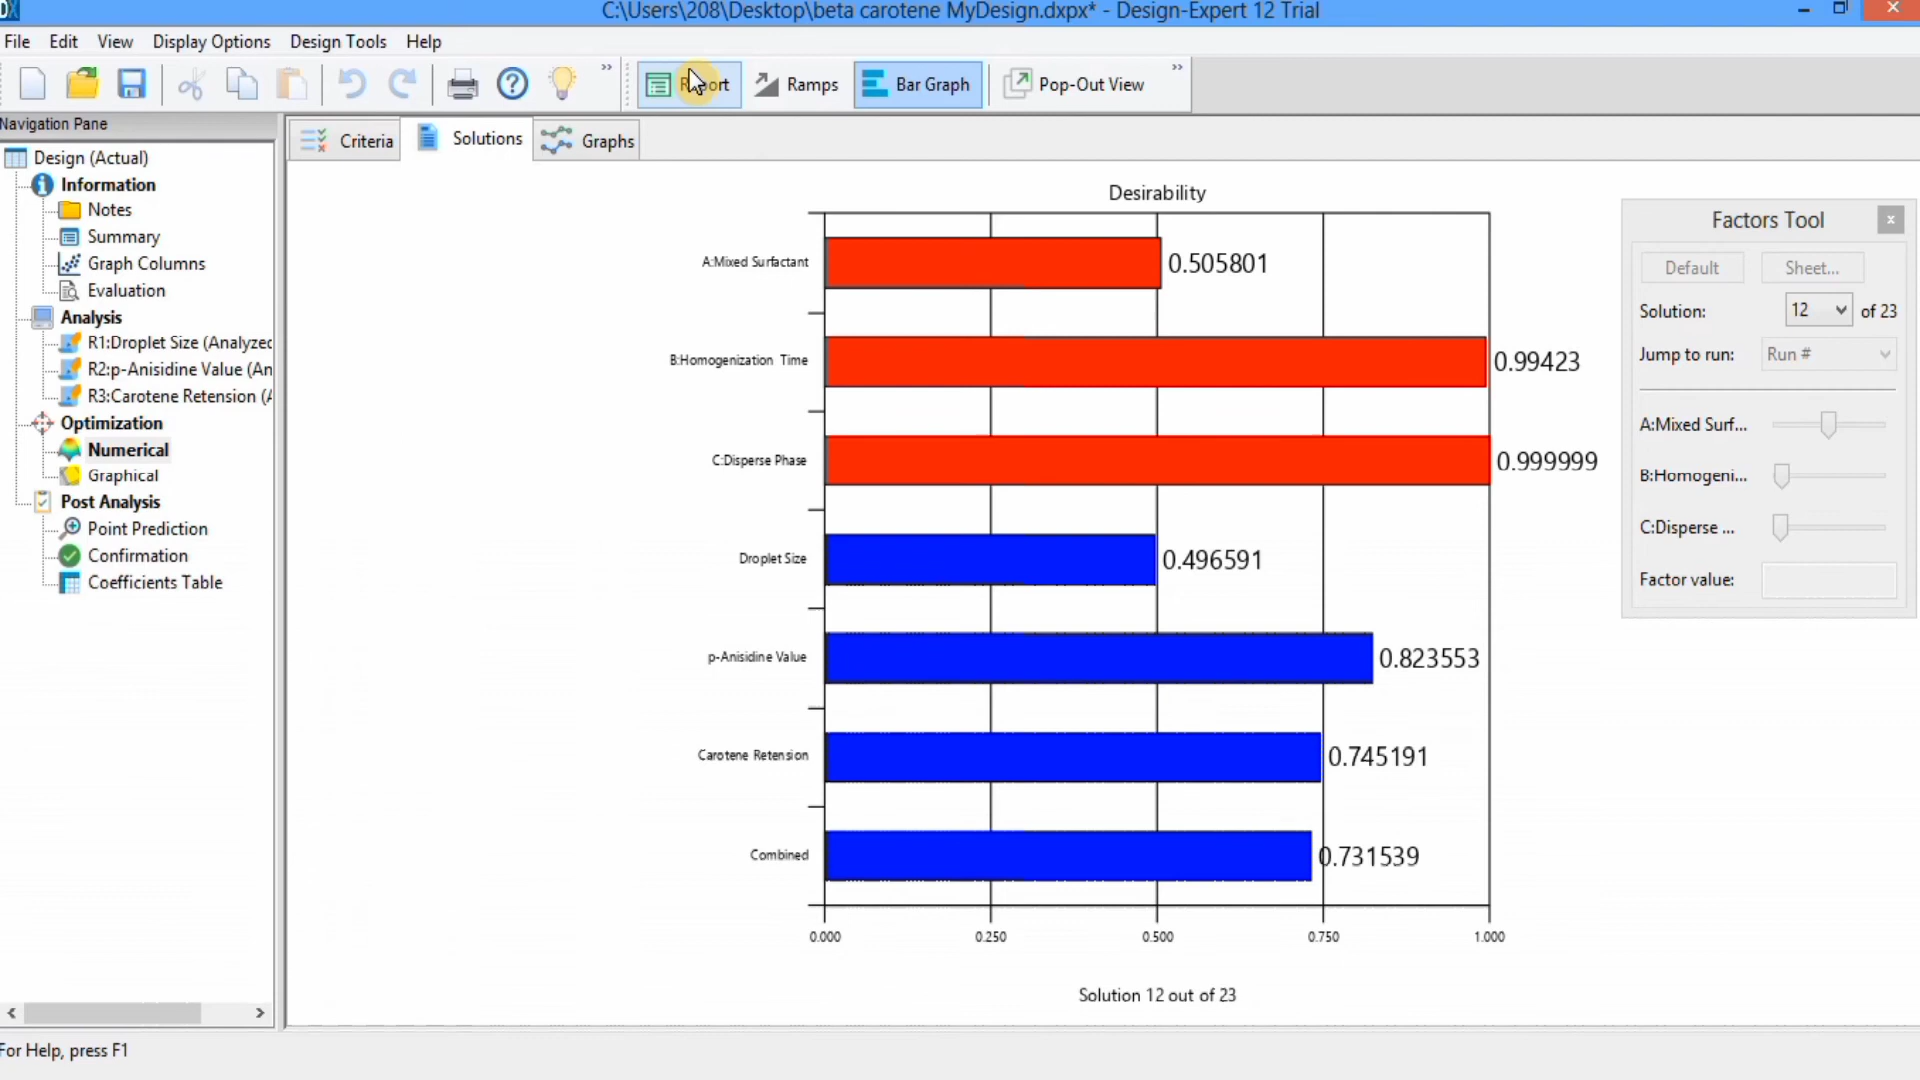 C:\Users\208\Desktop\beta carotene MyDesign.dxpx* - Design-Expert 12 Trial
File Edit View Display Options Design Tools Help
Ramps Bar Graph Pop-Out View
Navigation Pane
Criteria Solutions Graphs
Design (Actual)
Information
Notes
Summary
Graph Columns
Evaluation
Analysis
R1:Droplet Size (Analyzed
R2:p-Anisidine Value (An
R3:Carotene Retension (A
Optimization
Numerical
Graphical
Post Analysis
Point Prediction
Confirmation
Coefficients Table
Desirability
A:Mixed Surfactant 0.505801
B:Homogenization Time 0.99423
C:Disperse Phase 0.999999
Droplet Size 0.496591
p-Anisidine Value 0.823553
Carotene Retension 0.745191
Combined 0.731539
0.000 0.250 0.500 0.750 1.000
Solution 12 out of 23
Factors Tool
Default Sheet...
Solution: 12 of 23
Jump to run: Run #
A:Mixed Surf...
B:Homogeni...
C:Disperse ...
Factor value:
For Help, press F1